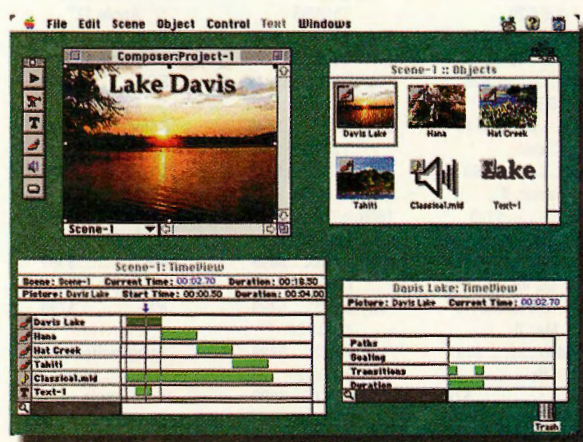 File Edit Scene Object Control Text Windows
Composer:Project-1
Lake Davis
Scene-1
Scene-1 :: Objects
Davis Lake Hana Hat Creek
Tahiti Classical.mid Text-1
Lake
T
Scene-1: TimeView
Scene: Scene-1 Current Time: 00:02.70 Duration: 00:18.50
Picture: Davis Lake Start Time: 00:00.50 Duration: 00:04.00
Davis Lake
Hana
Hat Creek
Tahiti
Classical.mid
T Text-1
Davis Lake: TimeView
Picture: Davis Lake Current Time: 00:02.70
Paths
Scaling
Transitions
Duration
Trash